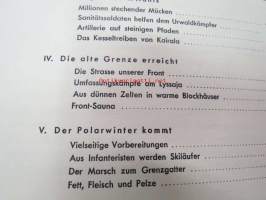 Millionen stechender Mücken
Sanitätssoldaten helfen dem Urwaldkämpfer
Artillerie auf steinigen Pfaden
Das Kesseltreiben von Kairala
IV. Die alte Grenze erreicht
Die Strasse unserer Front
Umfassungskämpfe am Lyssaja
Aus dünnen Zelten in warme Blockhäuser
Front-Sauna
V. Der Polarwinter kommt
Vielseitige Vorbereitungen
Aus Infanteristen werden Skiläufer
Der Marsch zum Grenzgatter
Fett, Fleisch und Pelze